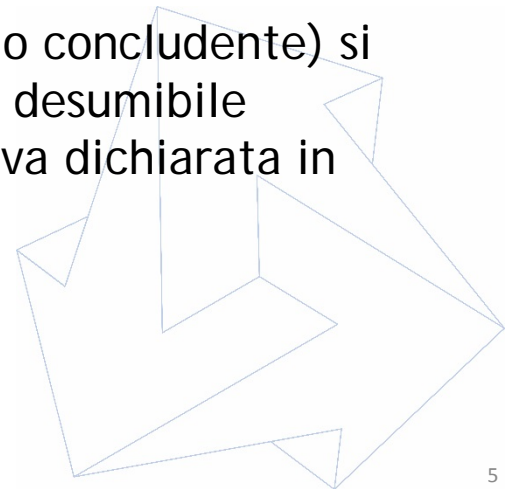 o concludente) si
desumibile
va dichiarata in
5